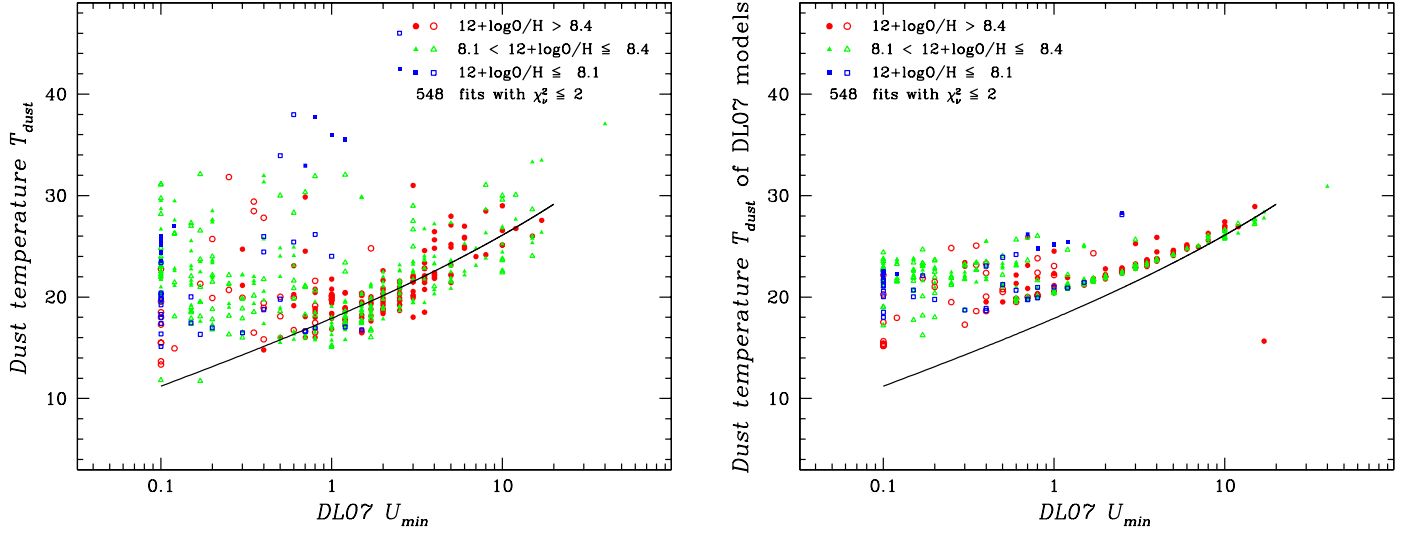 12+logO/H > 8.4
8.1 < 12+logO/H ≦ 8.4
12+logO/H ≦ 8.1
548 fits with χ²ν ≦ 2
40
30
20
10
0.1 1 10
Dust temperature Tdust
DL07 Umin
12+logO/H > 8.4
8.1 < 12+logO/H ≦ 8.4
12+logO/H ≦ 8.1
548 fits with χ²ν ≦ 2
40
30
20
10
0.1 1 10
Dust temperature Tdust of DL07 models
DL07 Umin